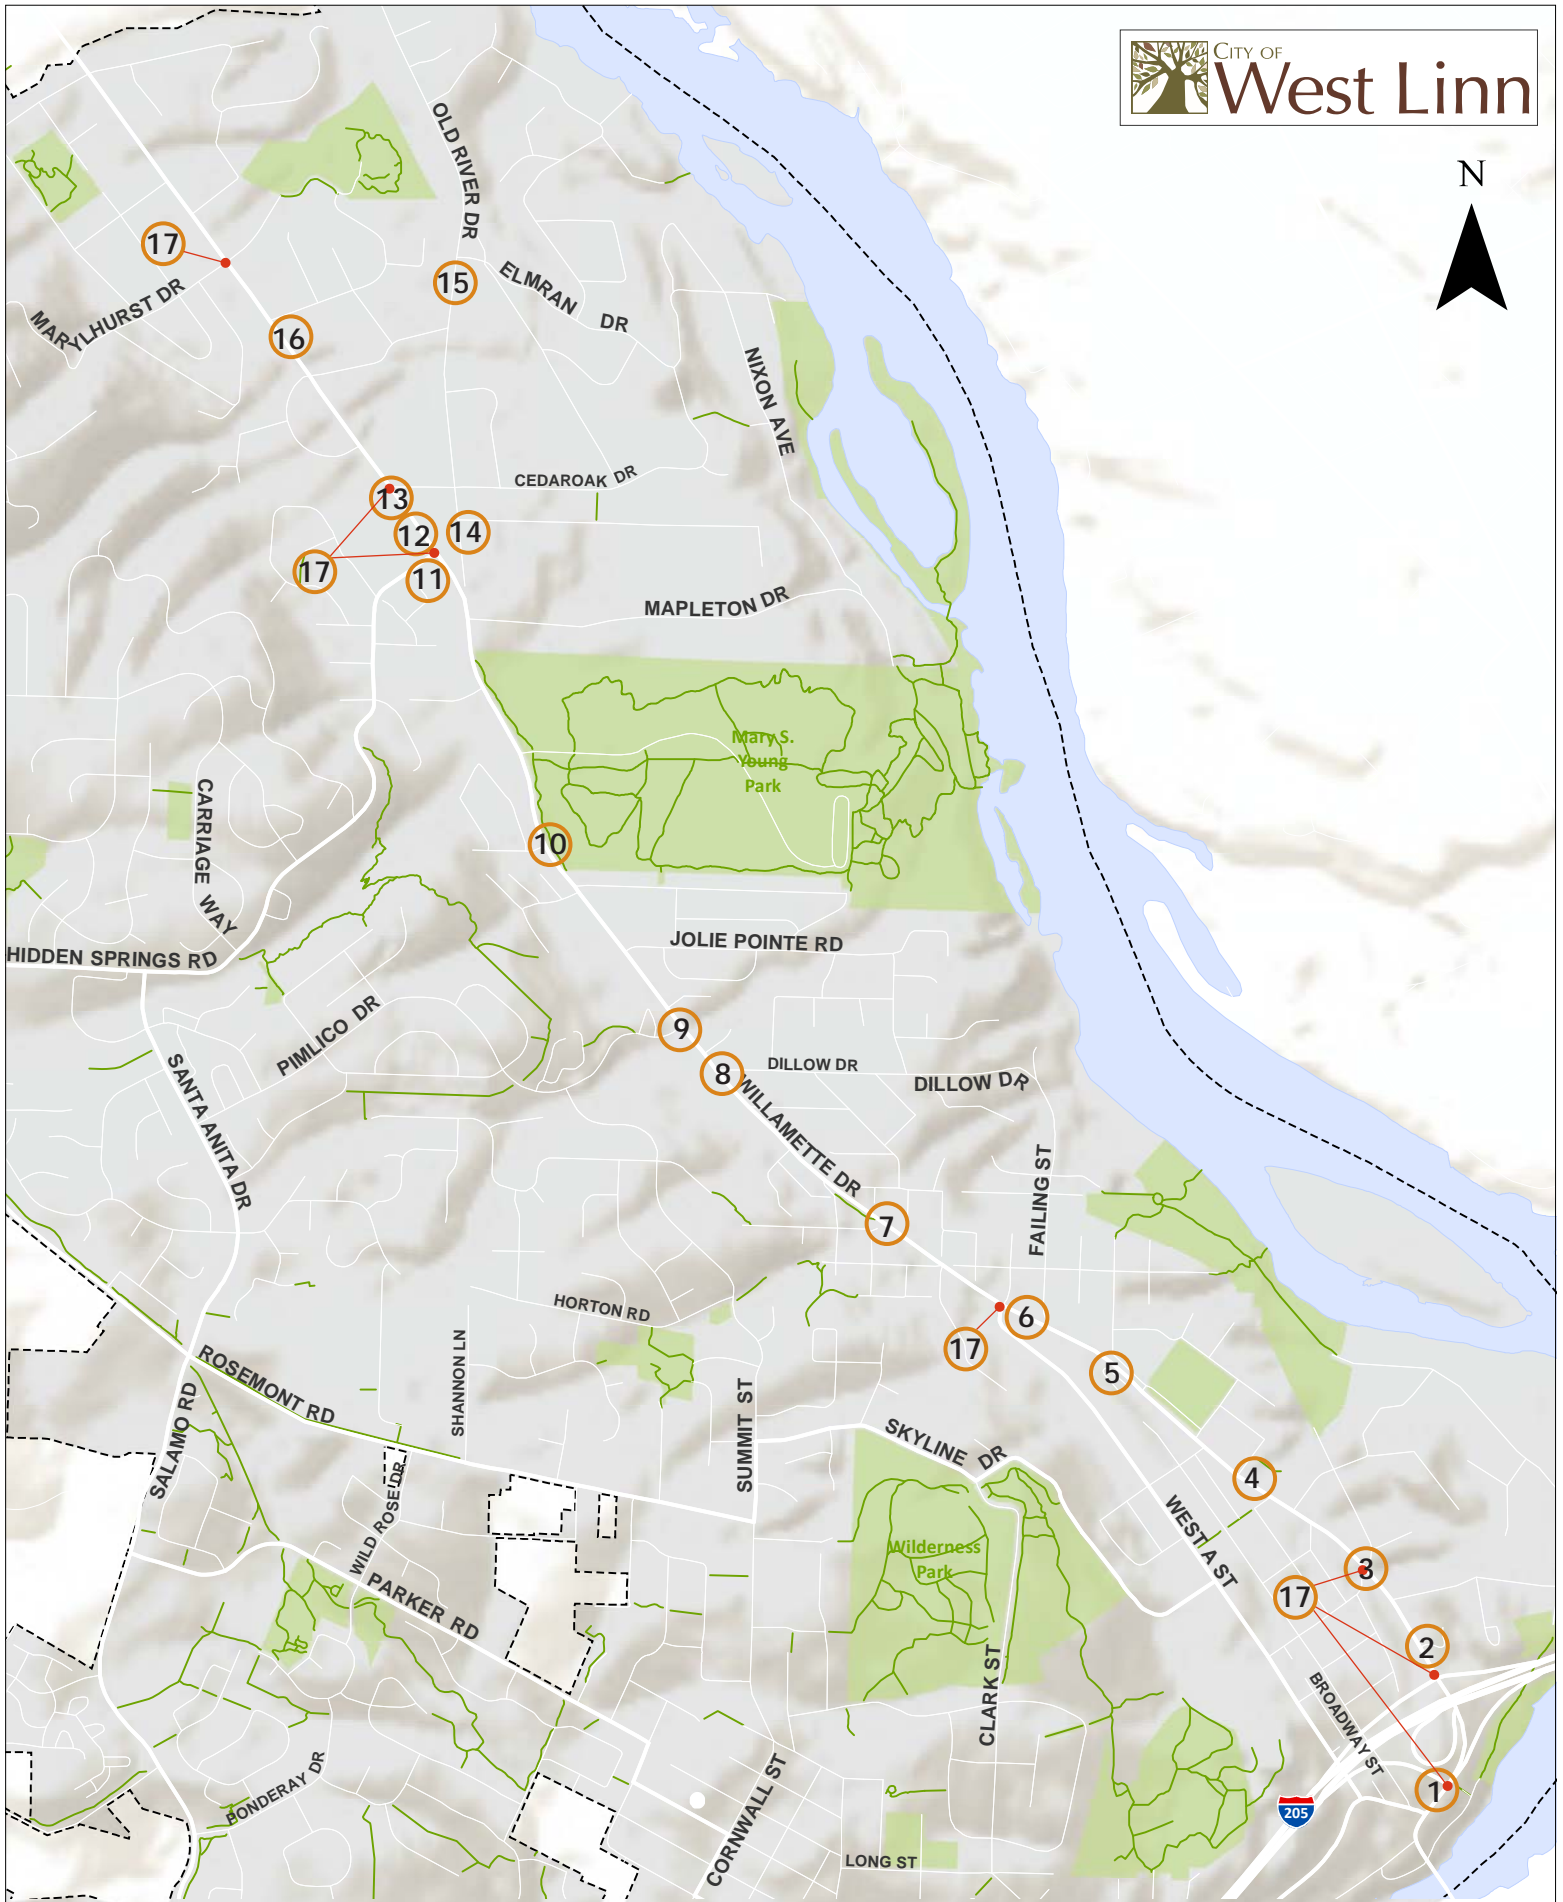 CITY OF
West Linn
N
OLD RIVER DR
17
MARYLHURST DR
15
ELMRAN DR
16
NIXON AVE
CEDAROAK DR
13
12
14
17
11
MAPLETON DR
Mary S.
Young
Park
CARRIAGE WAY
10
HIDDEN SPRINGS RD
JOLIE POINTE RD
PIMLICO DR
9
8
DILLOW DR
DILLOW DR
SANTA ANITA DR
WILLAMETTE DR
FAILING ST
7
HORTON RD
6
17
5
ROSEMONT RD
SHANNON LN
SALAMO RD
SUMMIT ST
SKYLINE DR
4
WILD ROSE DR
WEST A ST
Wilderness
Park
3
17
PARKER RD
2
CLARK ST
BROADWAY ST
PONDERAY DR
1
205
CORNWALL ST
LONG ST